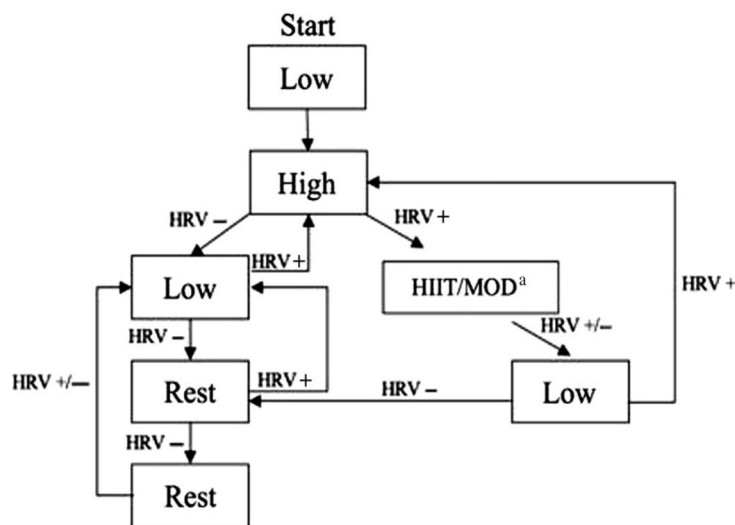 Start
Low
High
HRV –
HRV +
HRV+
Low
HIIT/MODᵃ
HRV +
HRV –
HRV +/–
HRV +/–
HRV+
Rest
HRV –
Low
HRV –
Rest